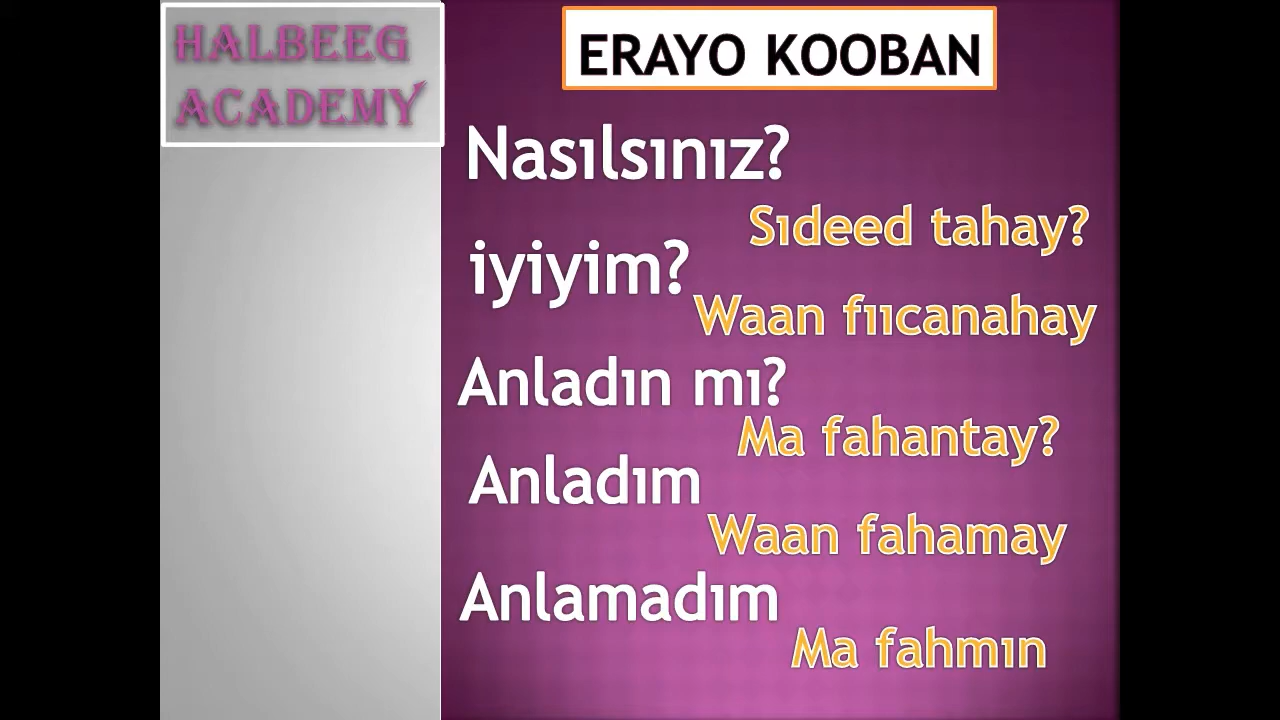 HALBEEG
ACADEMY
ERAYO KOOBAN
Nasılsınız?
Sıdeed tahay?
iyiyim?
Waan fııcanahay
Anladın mı?
Ma fahantay?
Anladım
Waan fahamay
Anlamadım
Ma fahmın